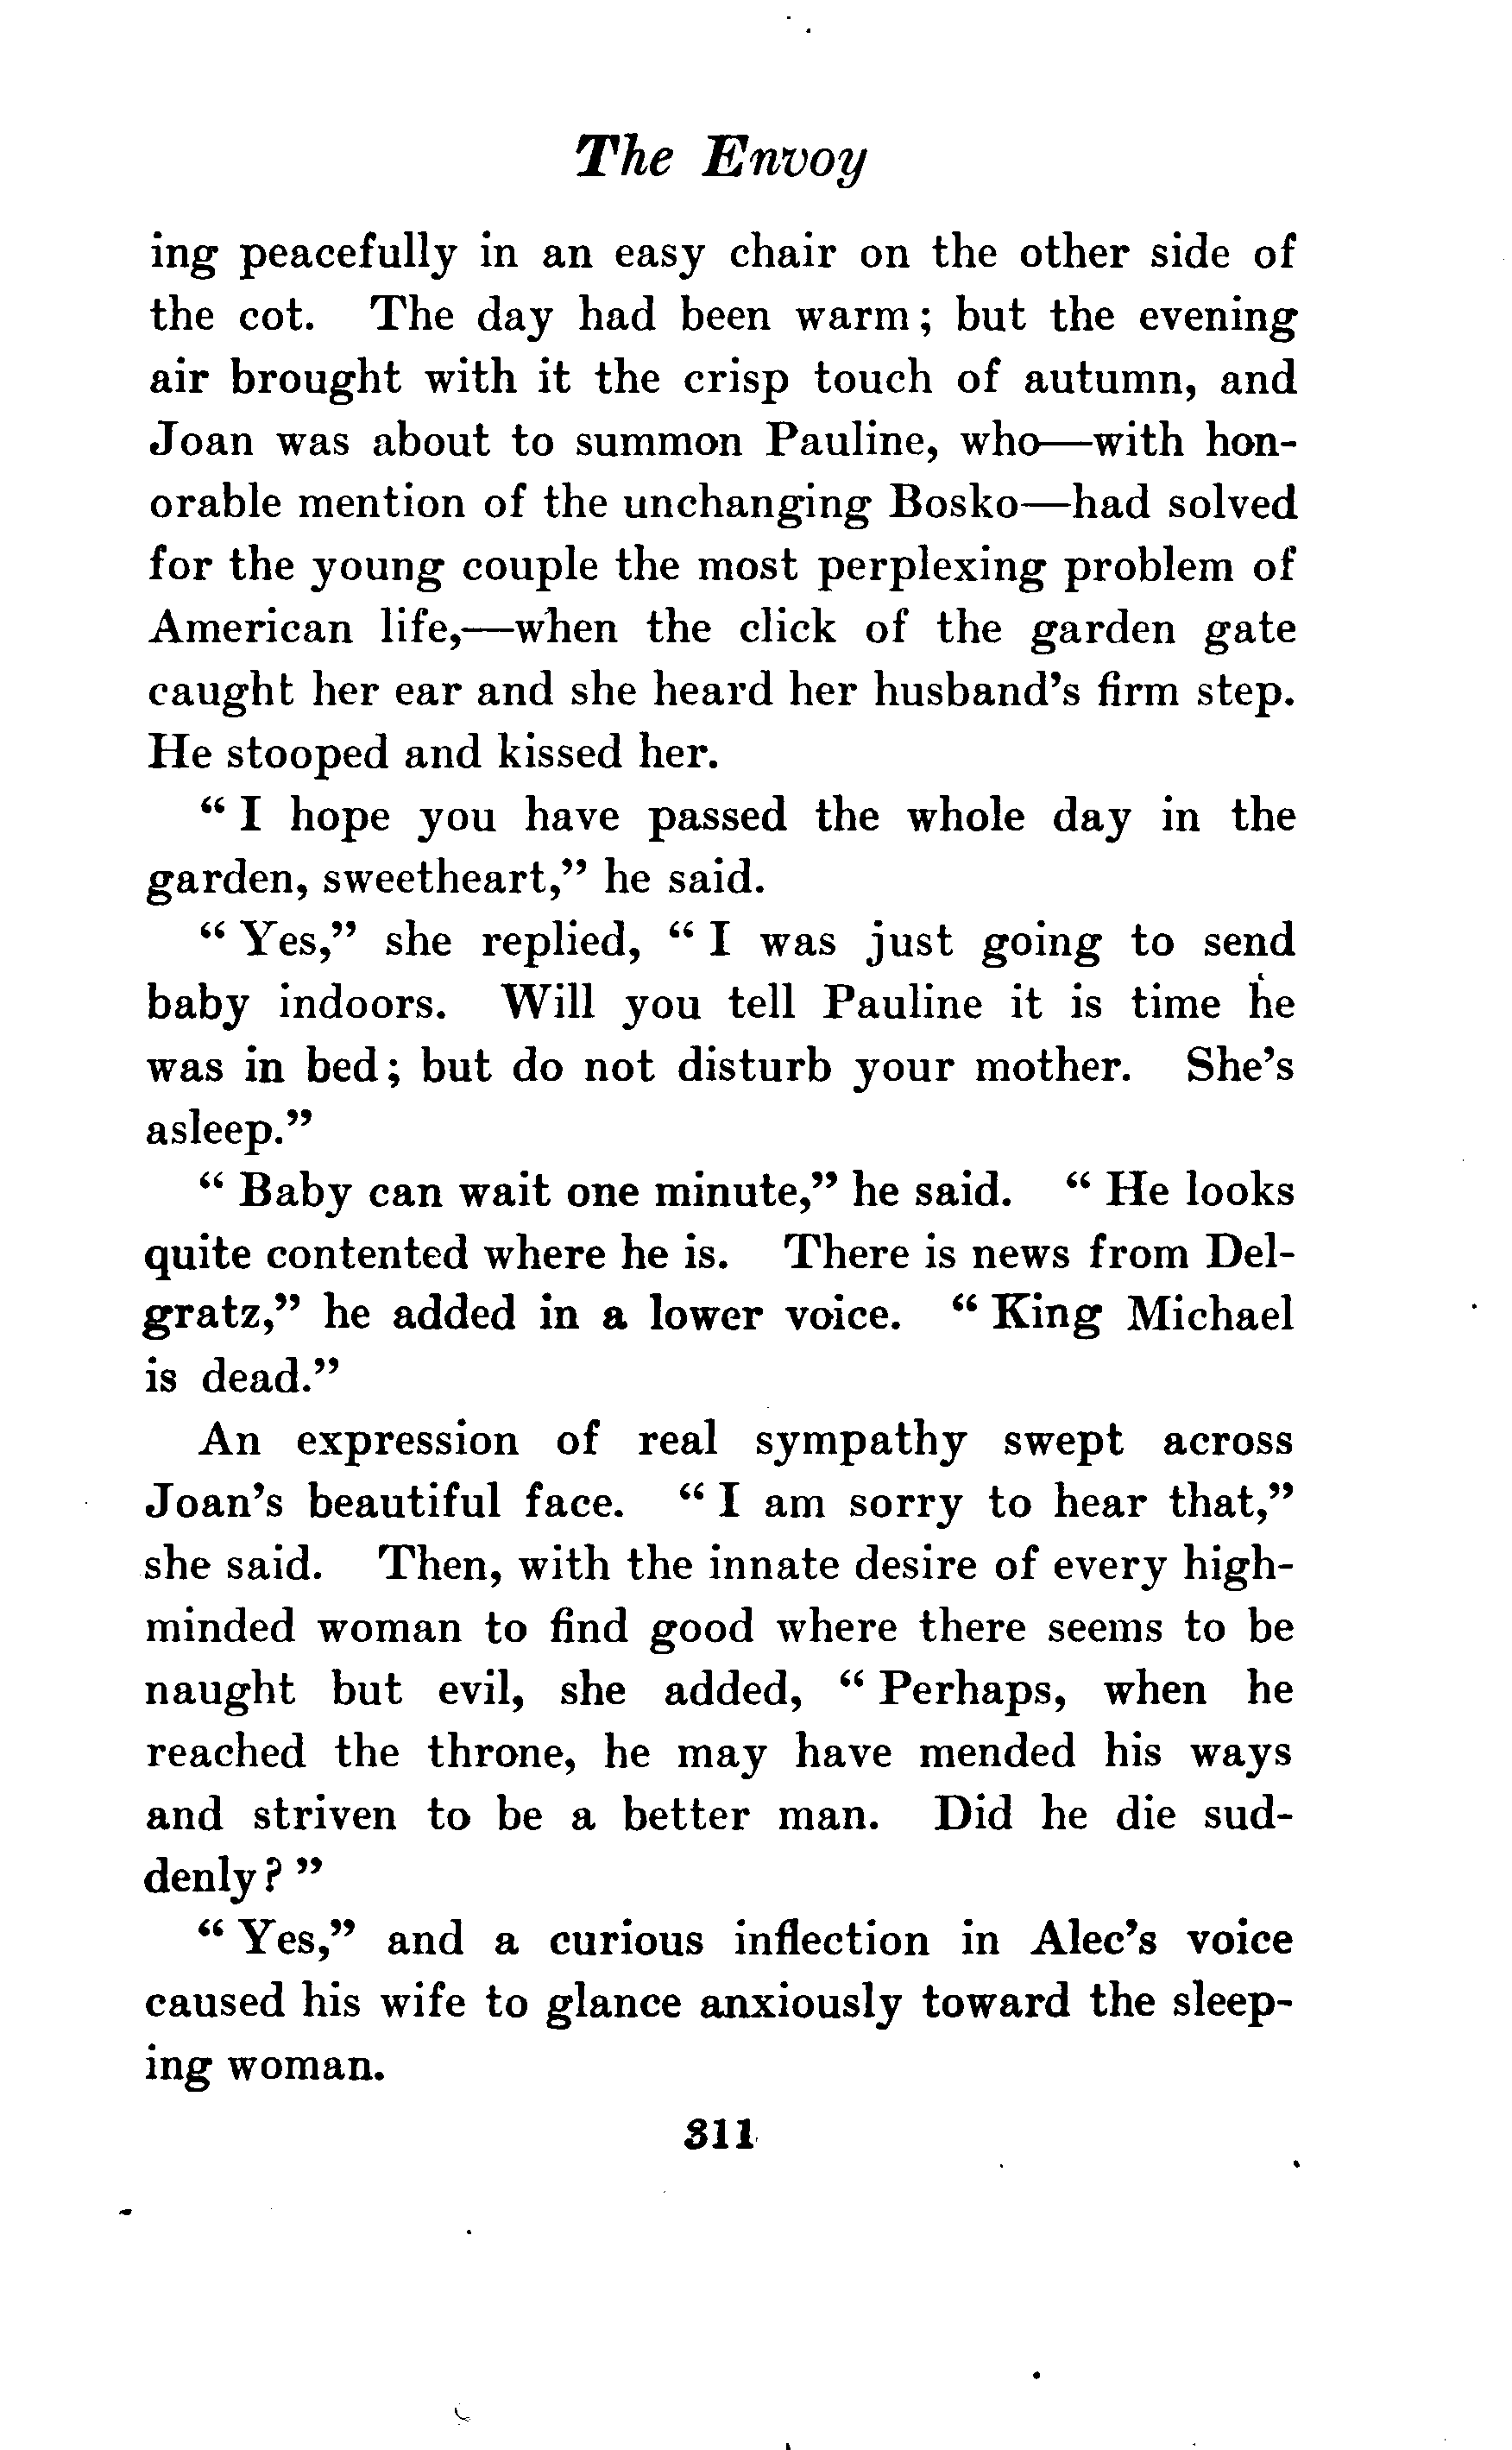 The Envoy
ing peacefully in an easy chair on the other side of
the cot. The day had been warm; but the evening
air brought with it the crisp touch of autumn, and
Joan was about to summon Pauline, who—with hon-
orable mention of the unchanging Bosko—had solved
for the young couple the most perplexing problem of
American life,—when the click of the garden gate
caught her ear and she heard her husband's firm step.
He stooped and kissed her.
"I hope you have passed the whole day in the
garden, sweetheart," he said.
"Yes," she replied, "I was just going to send
baby indoors. Will you tell Pauline it is time he
was in bed; but do not disturb your mother. She's
asleep."
"Baby can wait one minute," he said. "He looks
quite contented where he is. There is news from Del-
gratz," he added in a lower voice. "King Michael
is dead."
An expression of real sympathy swept across
Joan's beautiful face. "I am sorry to hear that,"
she said. Then, with the innate desire of every high-
minded woman to find good where there seems to be
naught but evil, she added, "Perhaps, when he
reached the throne, he may have mended his ways
and striven to be a better man. Did he die sud-
denly?"
"Yes," and a curious inflection in Alec's voice
caused his wife to glance anxiously toward the sleep-
ing woman.
311